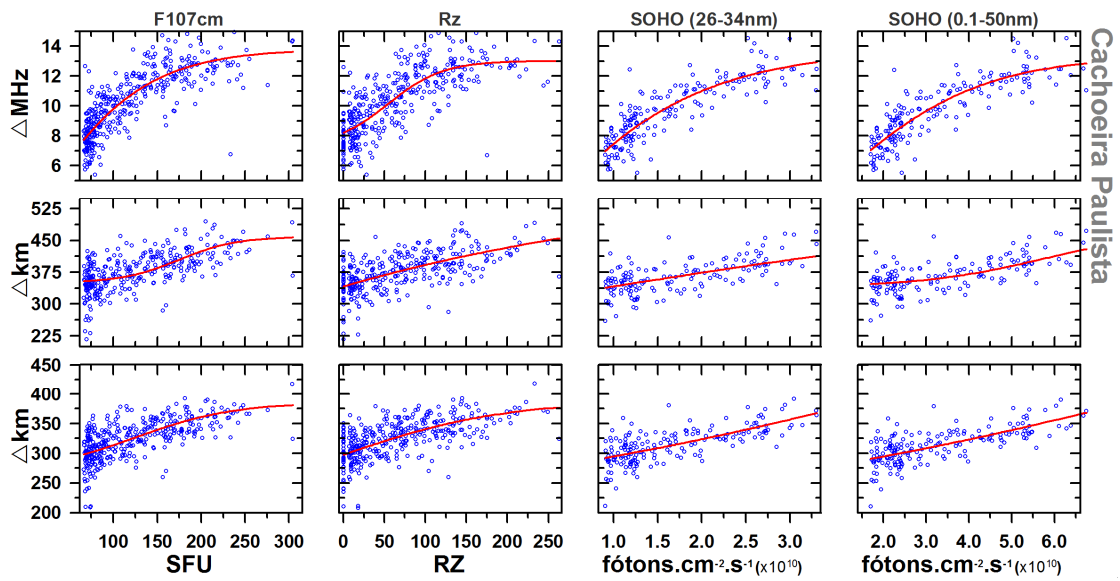 F107cm Rz SOHO (26-34nm) SOHO (0.1-50nm)
△MHz
14
12
10
8
6
△km
525
450
375
300
225
△km
450
400
350
300
250
200
100 150 200 250 300
0 50 100 150 200 250
1.0 1.5 2.0 2.5 3.0
2.0 3.0 4.0 5.0 6.0
SFU RZ fótons.cm⁻².s⁻¹(x10¹⁰) fótons.cm⁻².s⁻¹(x10¹⁰)
Cachoeira Paulista